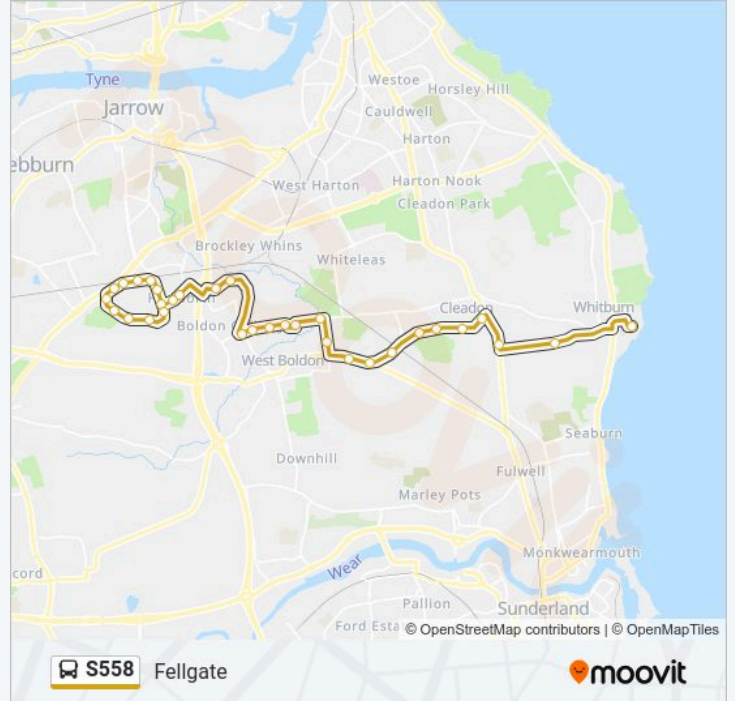 Tyne
Westoe
Horsley Hill
Jarrow
Cauldwell
Harton
ebburn
West Harton
Harton Nook
Cleadon Park
Brockley Whins
Whiteleas
Cleadon
Whitburn
Boldon
West Boldon
Seaburn
Downhill
Fulwell
Marley Pots
Monkwearmouth
Wear
cord
Pallion
Sunderland
Ford Esta
© OpenStreetMap contributors | © OpenMapTiles
S558 Fellgate
moovit